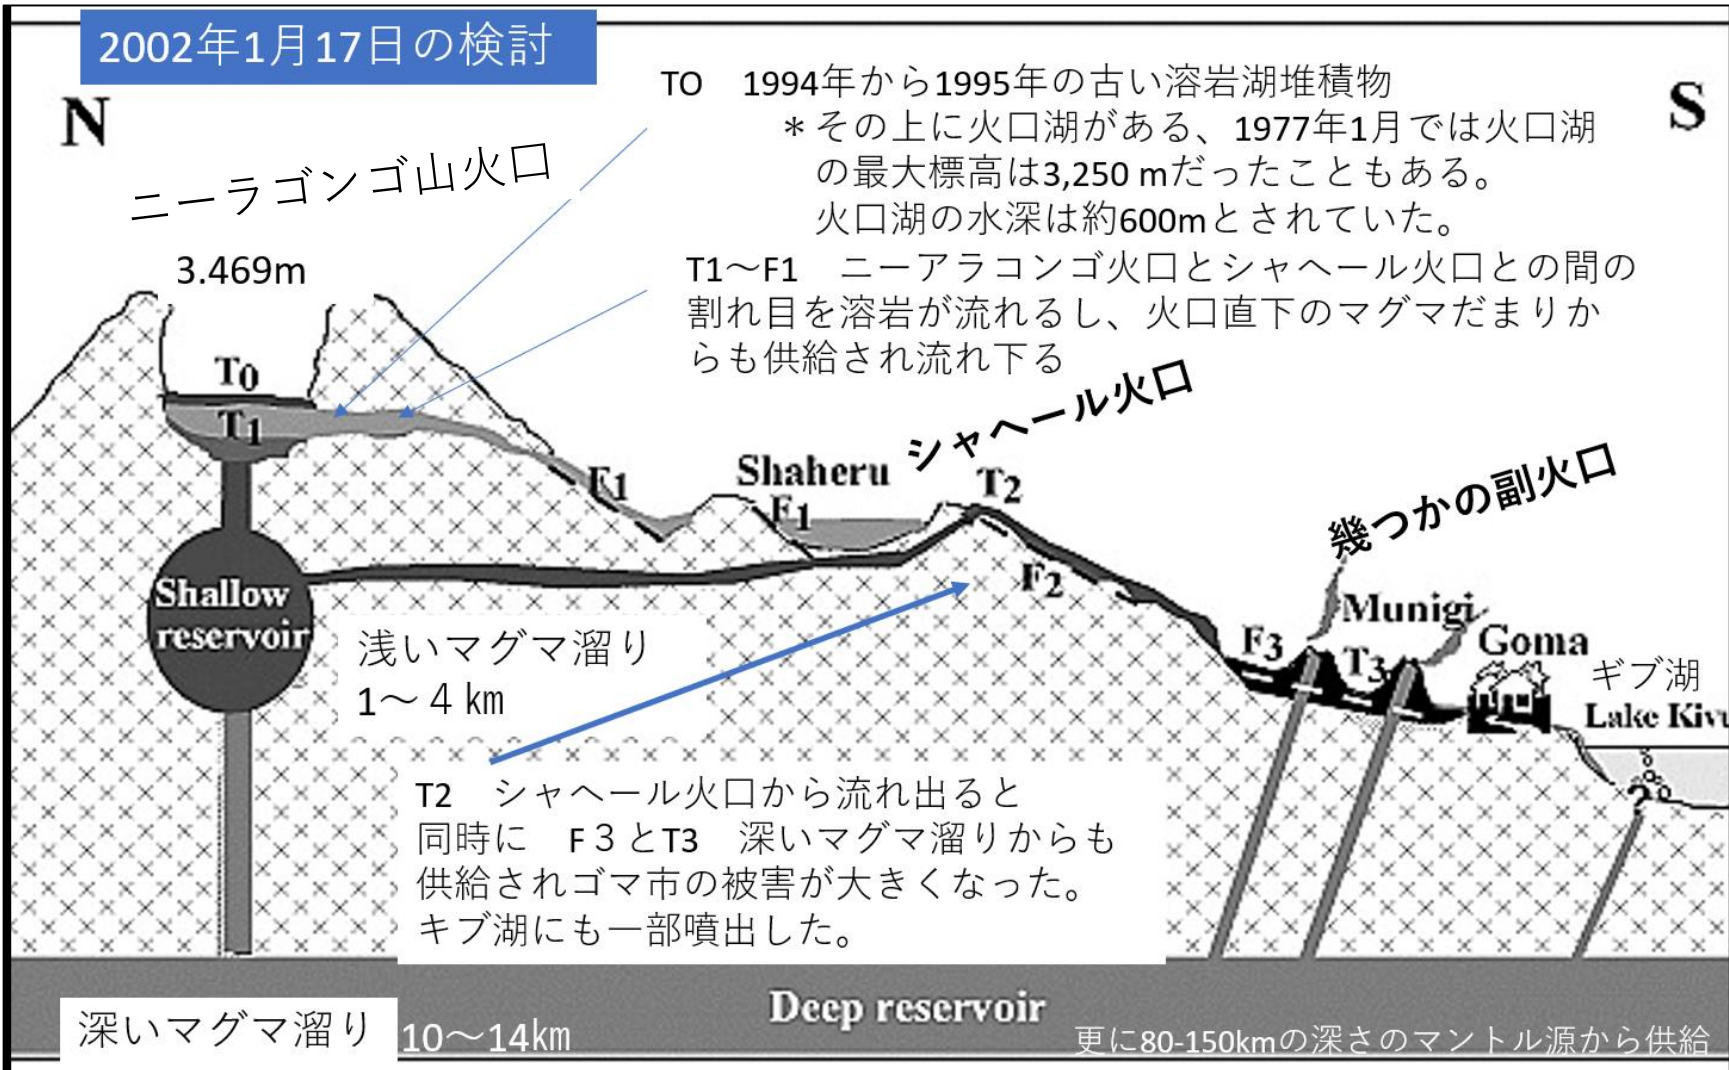 2002年1月17日の検討
N
S
TO 1994年から1995年の古い溶岩湖堆積物
＊その上に火口湖がある、1977年1月では火口湖
の最大標高は3,250 mだったこともある。
火口湖の水深は約600mとされていた。
ニーラゴンゴ山火口
3.469m
T1～F1 ニーアラコンゴ火口とシャヘール火口との間の
割れ目を溶岩が流れるし、火口直下のマグマだまりか
らも供給され流れ下る
T0
T1
F1
Shaheru
シャヘール火口
F1
T2
F2
幾つかの副火口
Shallow
reservoir
浅いマグマ溜り
1～４㎞
F3
T3
Munigi
Goma
ギブ湖
Lake Kivu
?
T2 シャヘール火口から流れ出ると
同時に F３とT3 深いマグマ溜りからも
供給されゴマ市の被害が大きくなった。
キブ湖にも一部噴出した。
Deep reservoir
深いマグマ溜り
10～14㎞
更に80-150kmの深さのマントル源から供給